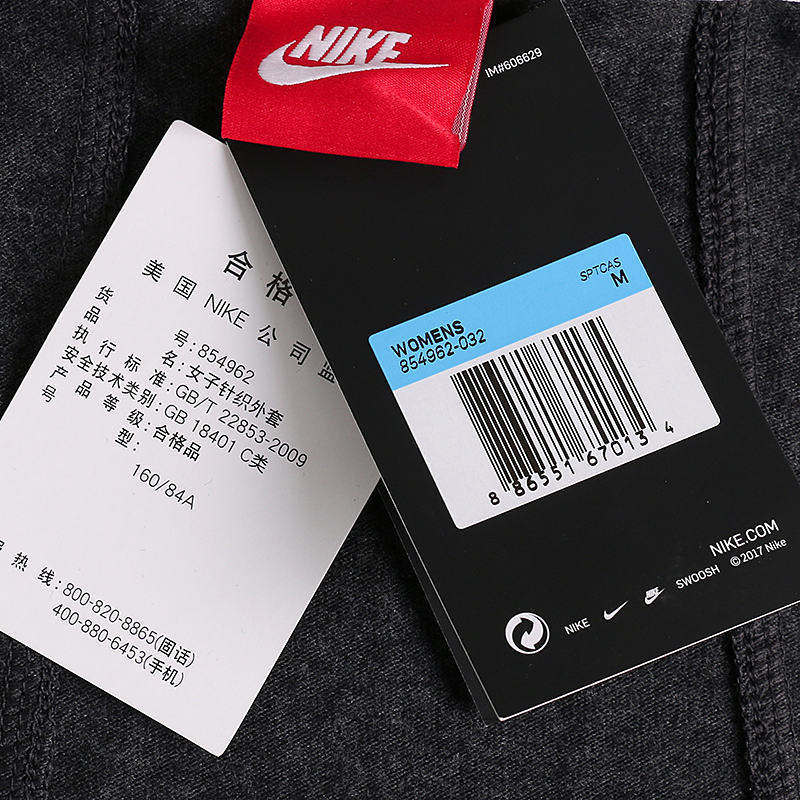 NIKE
IM#606629
合格
美国 NIKE 公司监
货 号:854962
品 名:女子针织外套
执行标准:GB/T 22853-2009
安全技术类别:GB 18401 C类
产品等级:合格品
号 型:
160/84A
服热线:800-820-8865(固话)
400-880-6453(手机)
SPTCAS
M
WOMENS
854962-032
8 86551 67013 4
NIKE.COM
NIKE SWOOSH ©2017 Nike